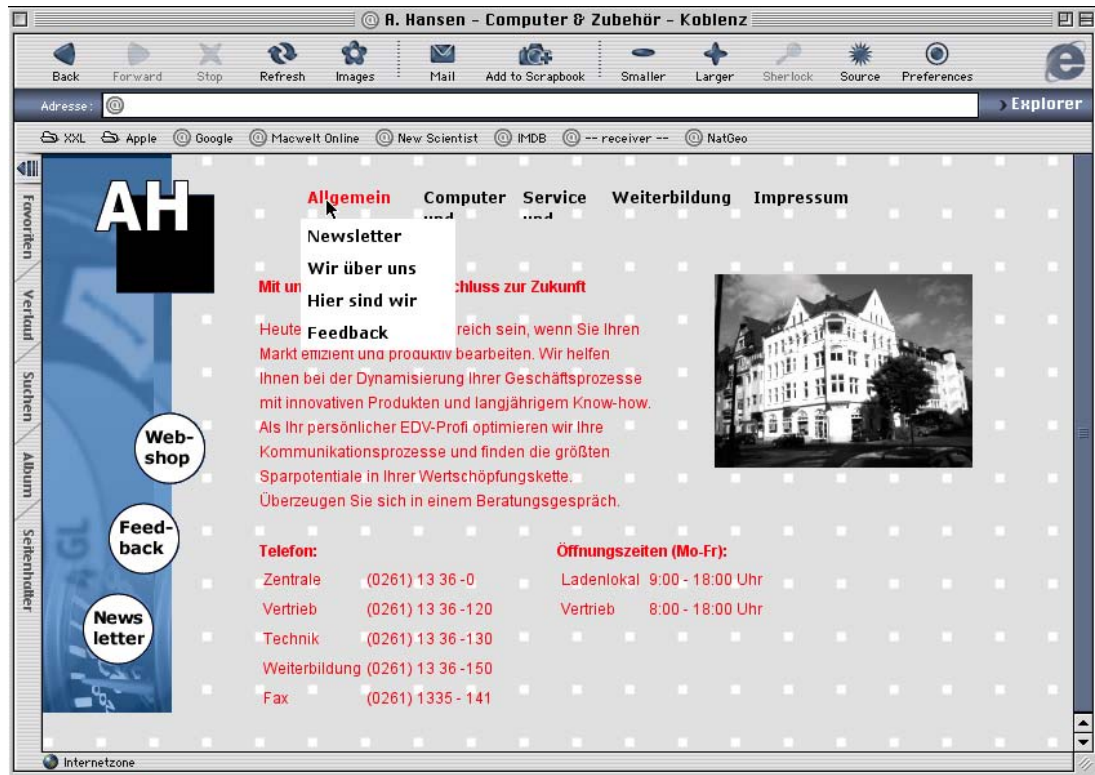 @ A. Hansen - Computer & Zubehör - Koblenz
Back Forward Stop Refresh Images Mail Add to Scrapbook Smaller Larger Sherlock Source Preferences
Adresse: @ Explorer
XXL Apple @ Google @ Macwelt Online @ New Scientist @ IMDB @ -- receiver -- @ NatGeo
Favoriten
Verlauf
Suchen
Album
Seitenhalter
AH
Allgemein Computer Service Weiterbildung Impressum
und und
Newsletter
Wir über uns
Hier sind wir
Feedback
Mit un chluss zur Zukunft
Heute reich sein, wenn Sie Ihren
Markt effizient und produktiv bearbeiten. Wir helfen
Ihnen bei der Dynamisierung Ihrer Geschäftsprozesse
mit innovativen Produkten und langjährigem Know-how.
Als Ihr persönlicher EDV-Profi optimieren wir Ihre
Kommunikationsprozesse und finden die größten
Sparpotentiale in Ihrer Wertschöpfungskette.
Überzeugen Sie sich in einem Beratungsgespräch.
Web-
shop
Feed-
back
News
letter
AGL
Telefon:
Zentrale (0261) 13 36 -0
Vertrieb (0261) 13 36 -120
Technik (0261) 13 36 -130
Weiterbildung (0261) 13 36 -150
Fax (0261) 1335 - 141
Öffnungszeiten (Mo-Fr):
Ladenlokal 9:00 - 18:00 Uhr
Vertrieb 8:00 - 18:00 Uhr
Internetzone